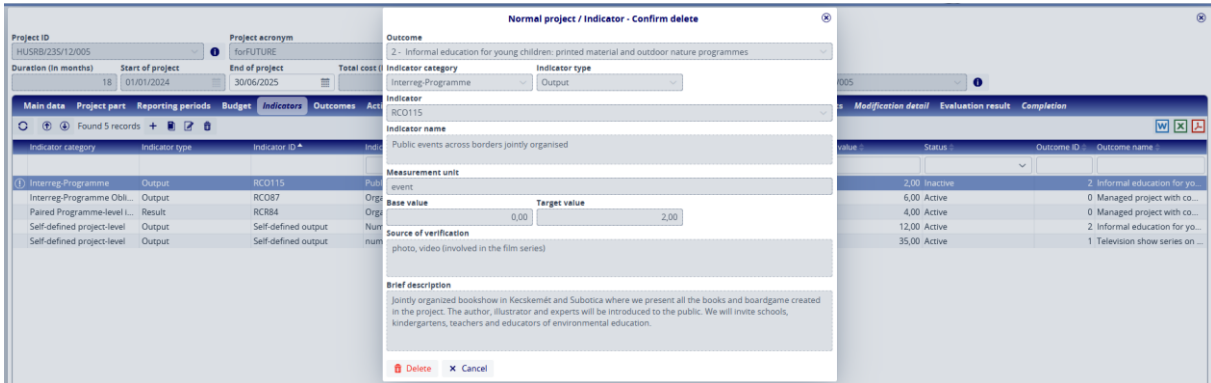 Normal project / Indicator - Confirm delete
Project ID
Project acronym
HUSRB/23S/12/005
forFUTURE
Duration (In months)
Start of project
End of project
Total cost (
18
01/01/2024
30/06/2025
005
Main data Project part Reporting periods Budget Indicators Outcomes Acti
s Modification detail Evaluation result Completion
Found 5 records
Indicator category Indicator type Indicator ID Indic
value Status Outcome ID Outcome name
Interreg-Programme Output RCO115 Publ
2,00 Inactive 2 Informal education for yo...
Interreg-Programme Obli... Output RCO87 Orga
6,00 Active 0 Managed project with co...
Paired Programme-level i... Result RCR84 Orga
4,00 Active 0 Managed project with co...
Self-defined project-level Output Self-defined output Num
12,00 Active 2 Informal education for yo...
Self-defined project-level Output Self-defined output num
35,00 Active 1 Television show series on ...
Outcome
2 - Informal education for young children: printed material and outdoor nature programmes
Indicator category Indicator type
Interreg-Programme Output
Indicator
RCO115
Indicator name
Public events across borders jointly organised
Measurement unit
event
Base value Target value
0,00 2,00
Source of verification
photo, video (involved in the film series)
Brief description
Jointly organized bookshow in Kecskemét and Subotica where we present all the books and boardgame created
in the project. The author, illustrator and experts will be introduced to the public. We will invite schools,
kindergartens, teachers and educators of environmental education.
Delete Cancel